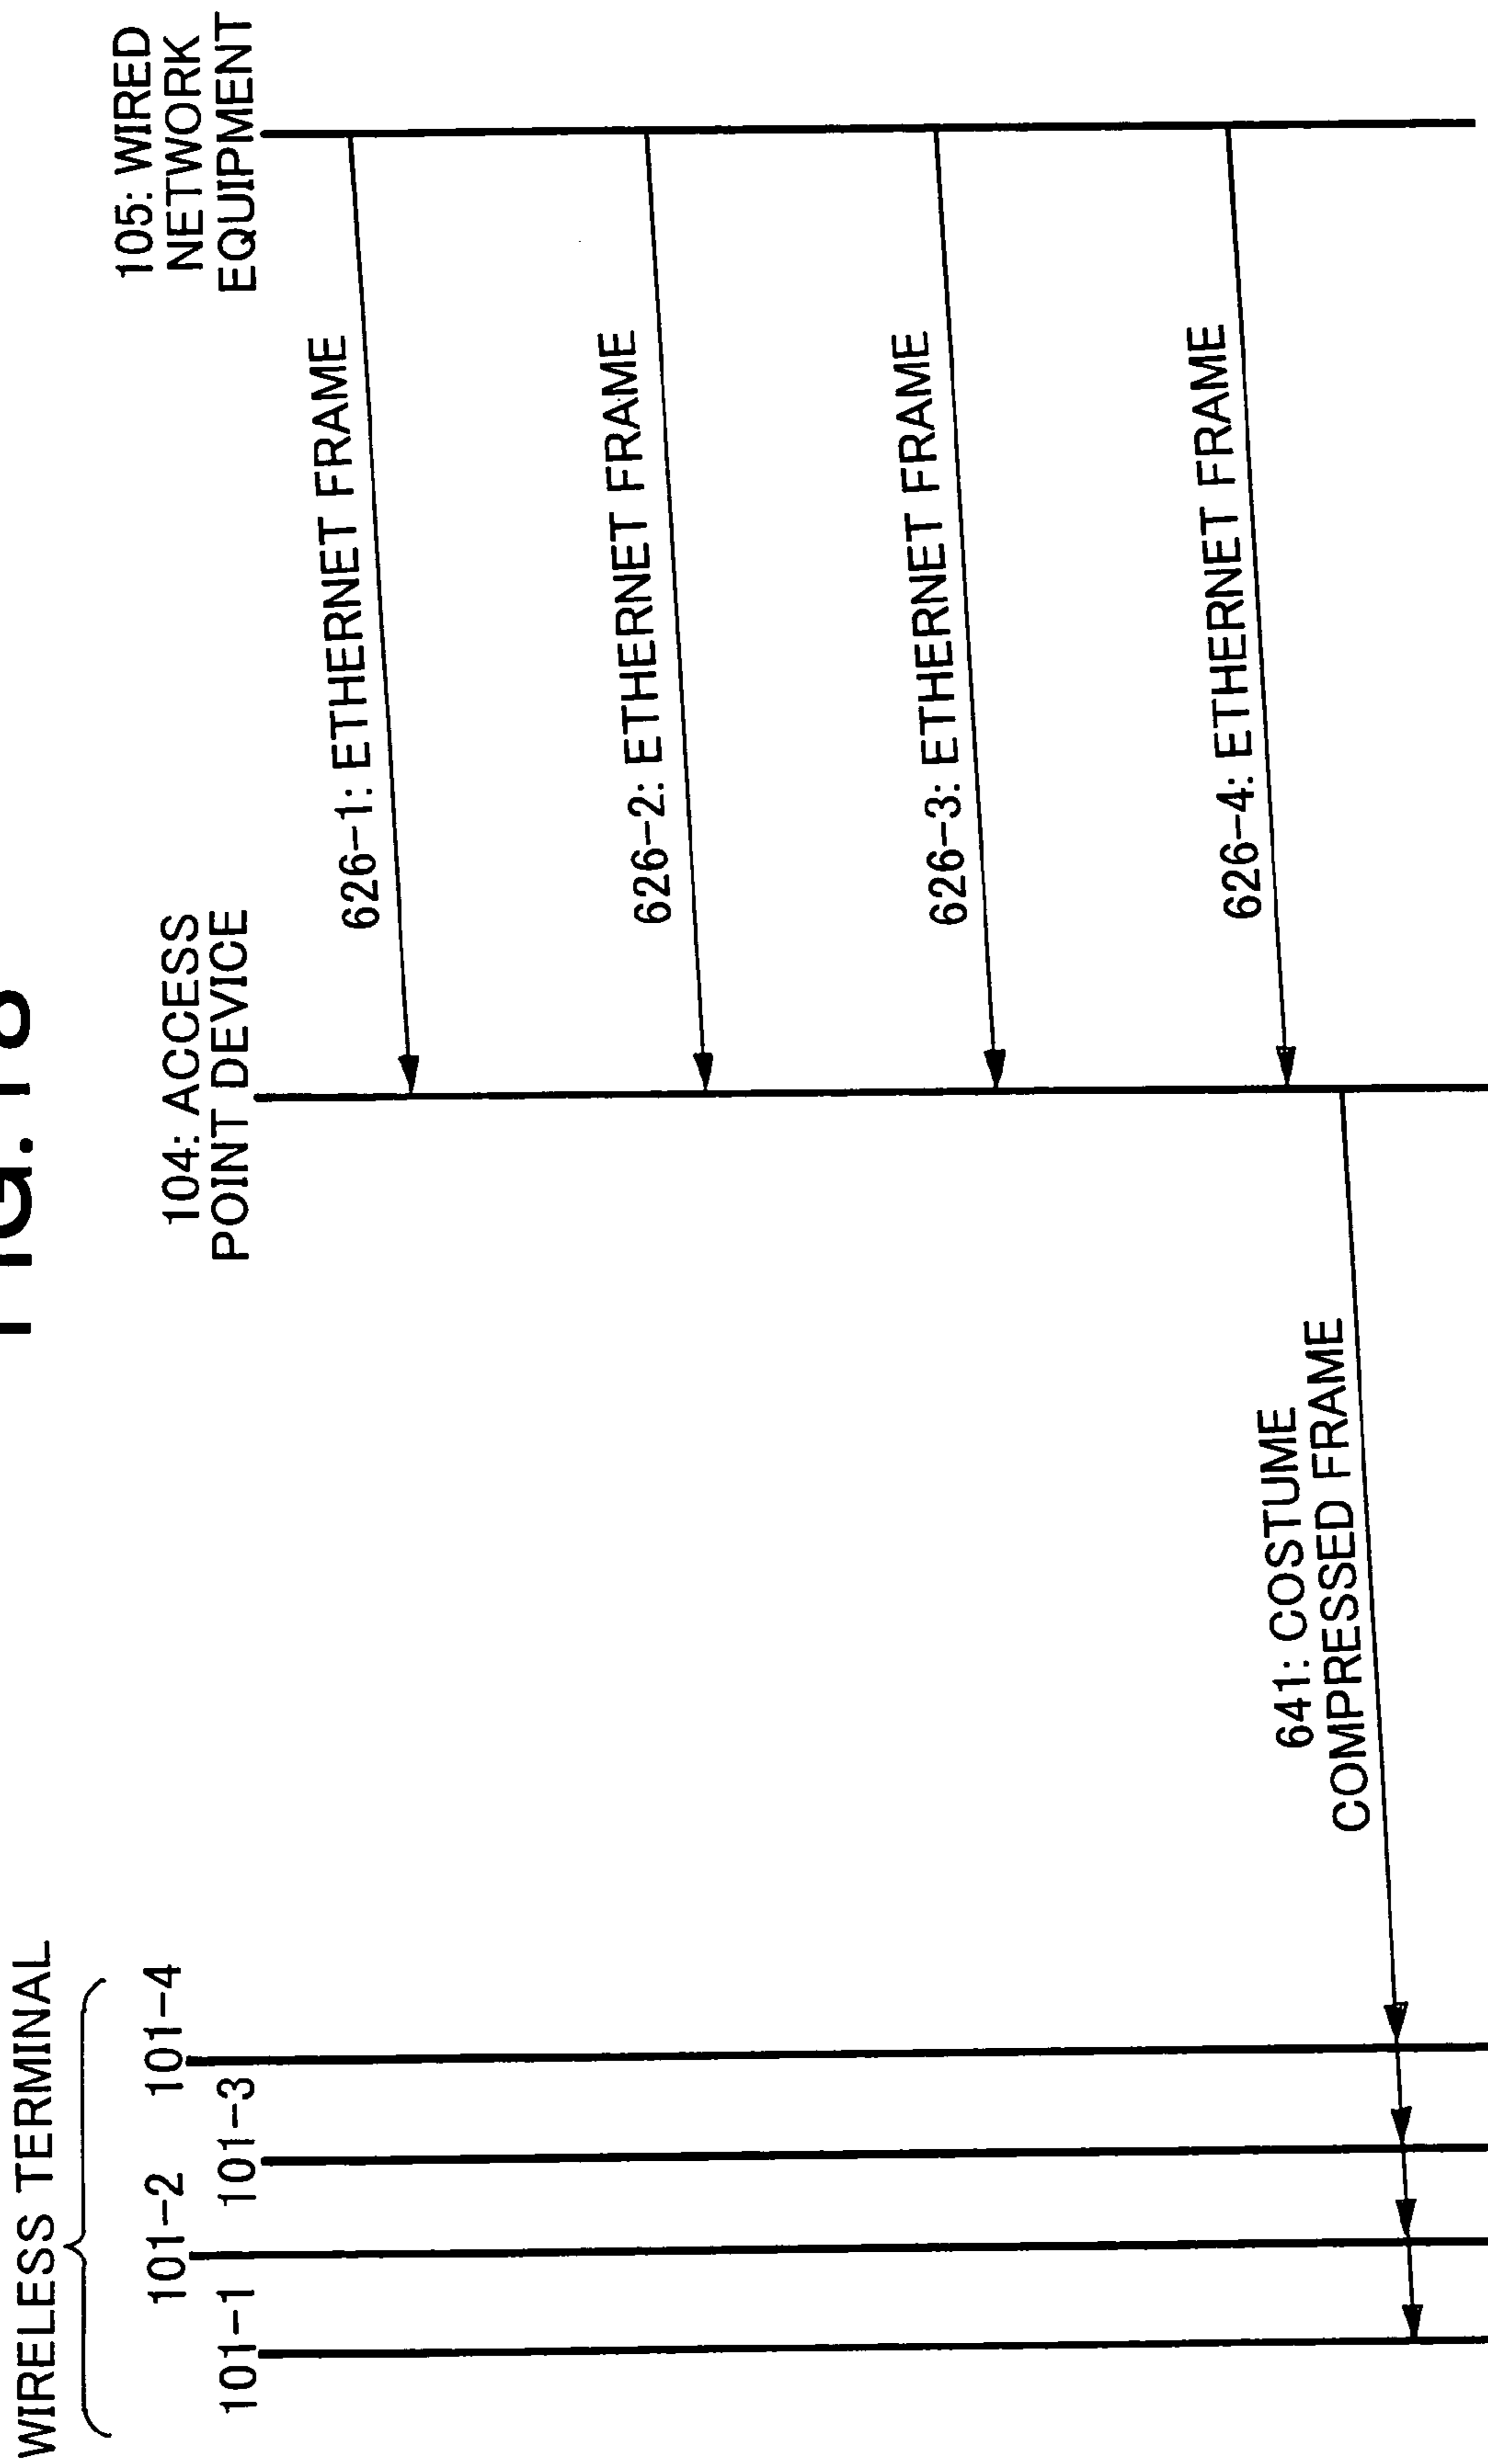 WIRELESS TERMINAL
101-1
101-2
101-3
101-4
104: ACCESS
POINT DEVICE
105: WIRED
NETWORK
EQUIPMENT
626-1: ETHERNET FRAME
626-2: ETHERNET FRAME
626-3: ETHERNET FRAME
626-4: ETHERNET FRAME
641: COSTUME
COMPRESSED FRAME